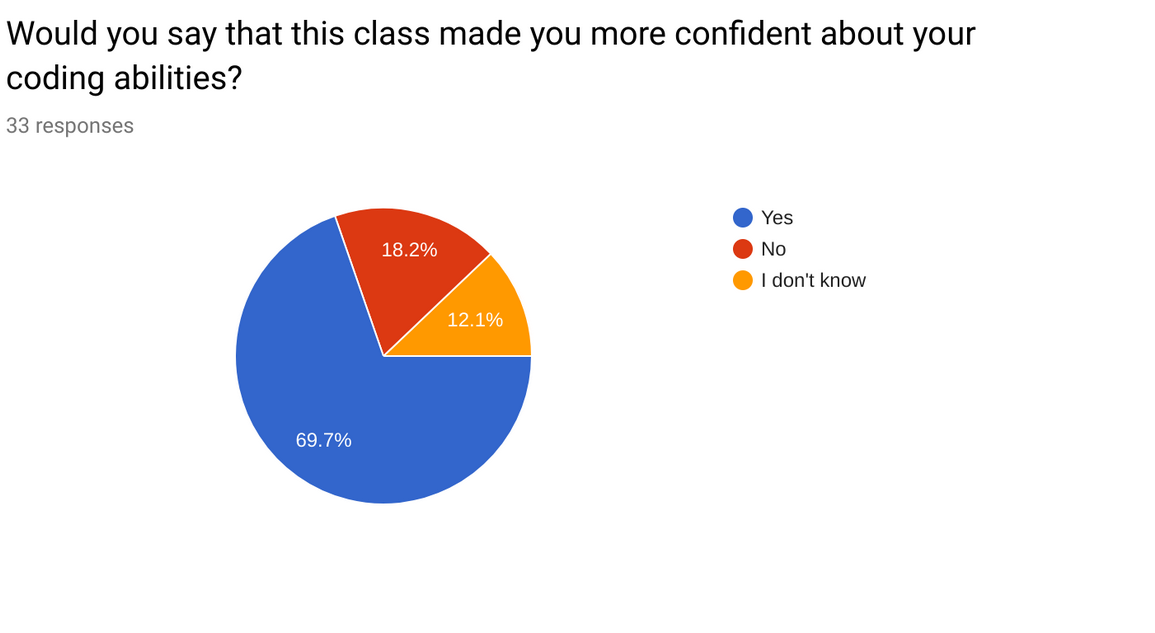 Would you say that this class made you more confident about your
coding abilities?
33 responses
Yes
No
I don't know
18.2%
12.1%
69.7%